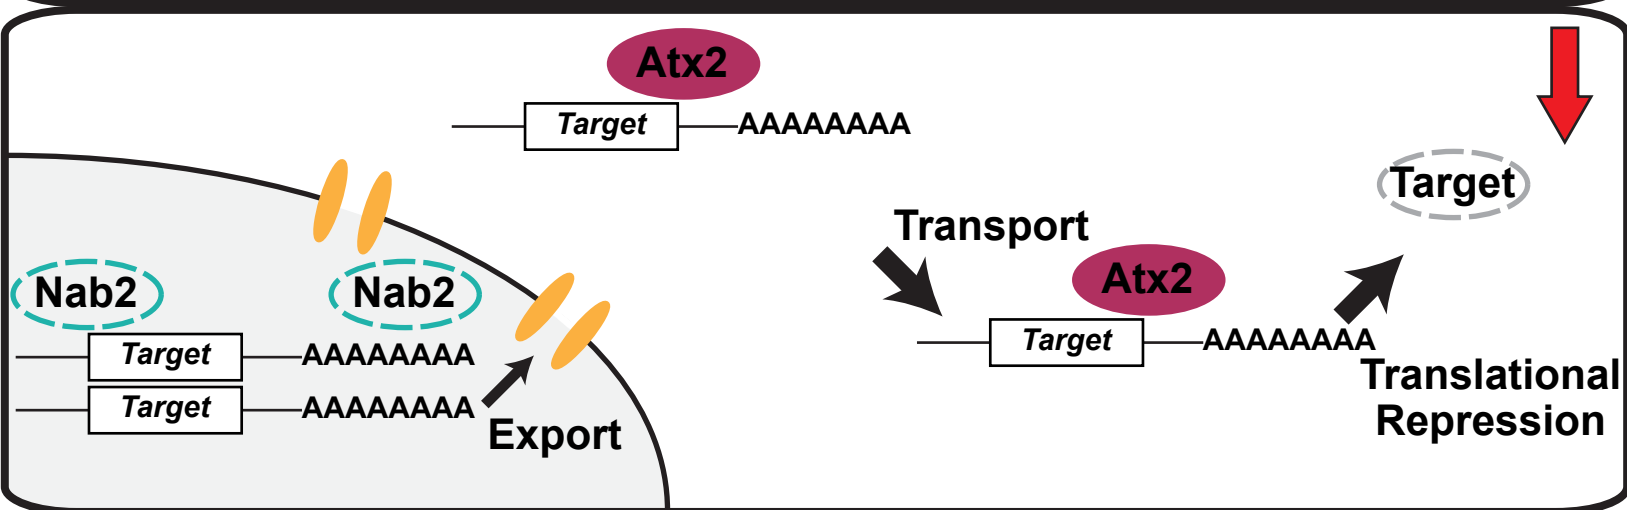 Atx2
Target AAAAAAAA
Target
Transport
Nab2 Nab2
Atx2
Target AAAAAAAA
Target AAAAAAAA
Target AAAAAAAA
Export
Translational
Repression